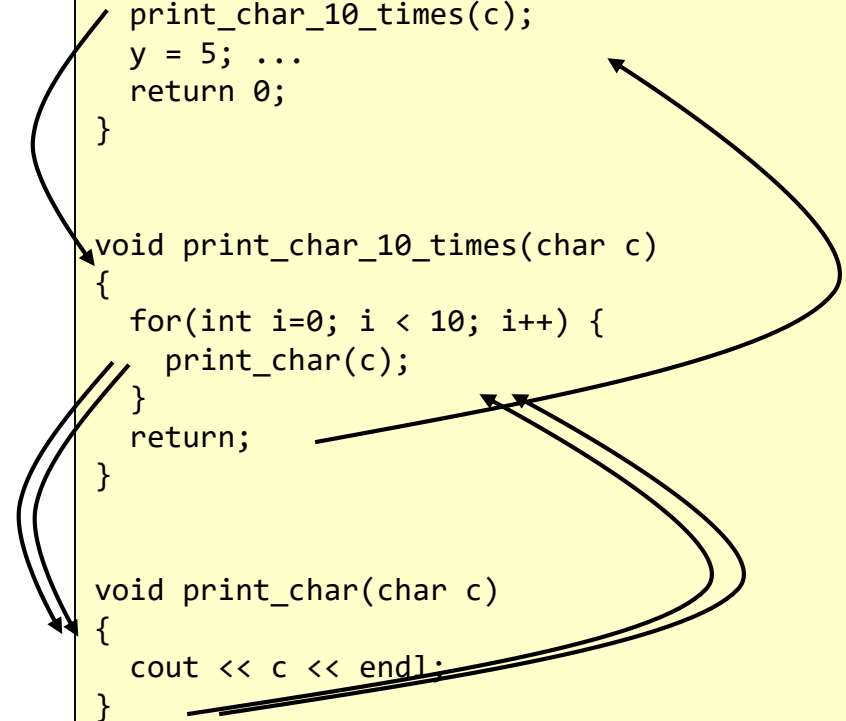 print_char_10_times(c);
y = 5; ...
return 0;
}
void print_char_10_times(char c)
{
for(int i=0; i < 10; i++) {
print_char(c);
}
return;
}
void print_char(char c)
{
cout << c << endl;
}